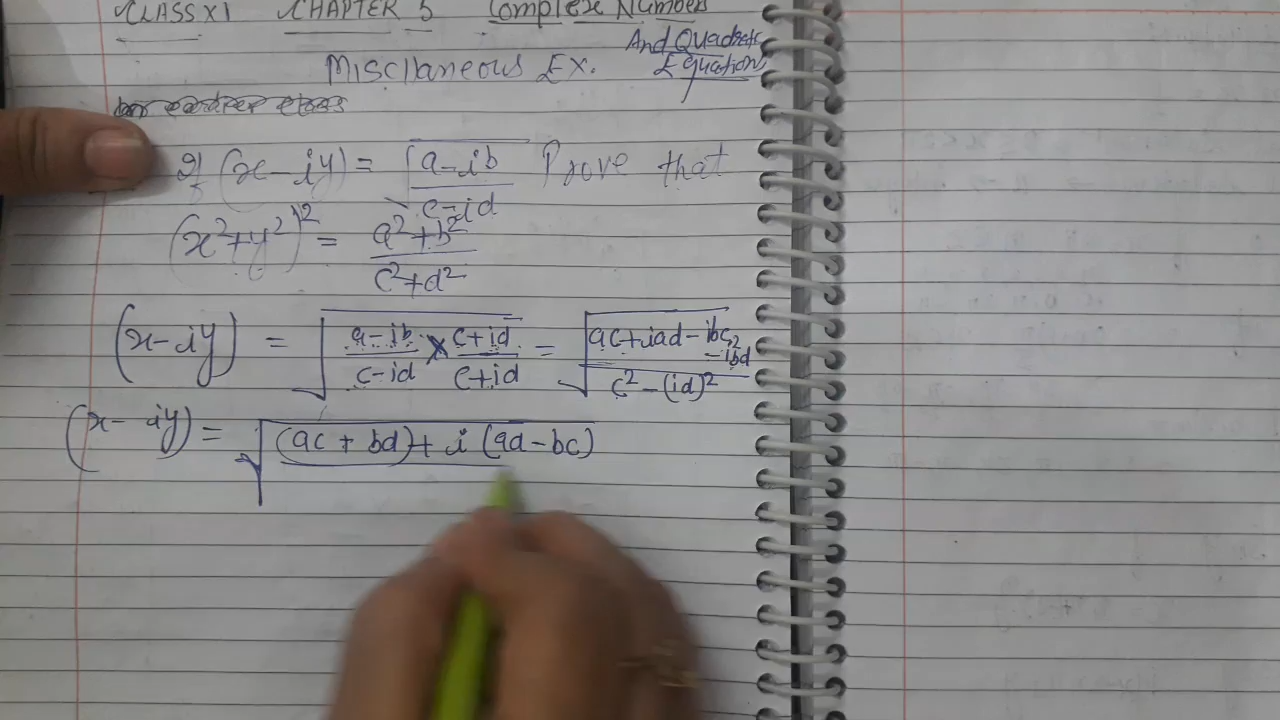 CLASS XI CHAPTER 5 Complex Numbers
And Quadratic
Miscllaneous Ex. Equation
If (x-iy) = √((a-ib)/(c-id)) Prove that
(x²+y²)² = (a²+b²)/(c²+d²)
(x-iy) = √((a-ib)/(c-id) × (c+id)/(c+id)) = √((ac+iad-ibc-i²bd)/(c²-(id)²))
(x-iy) = √((ac+bd)+i(ad-bc))